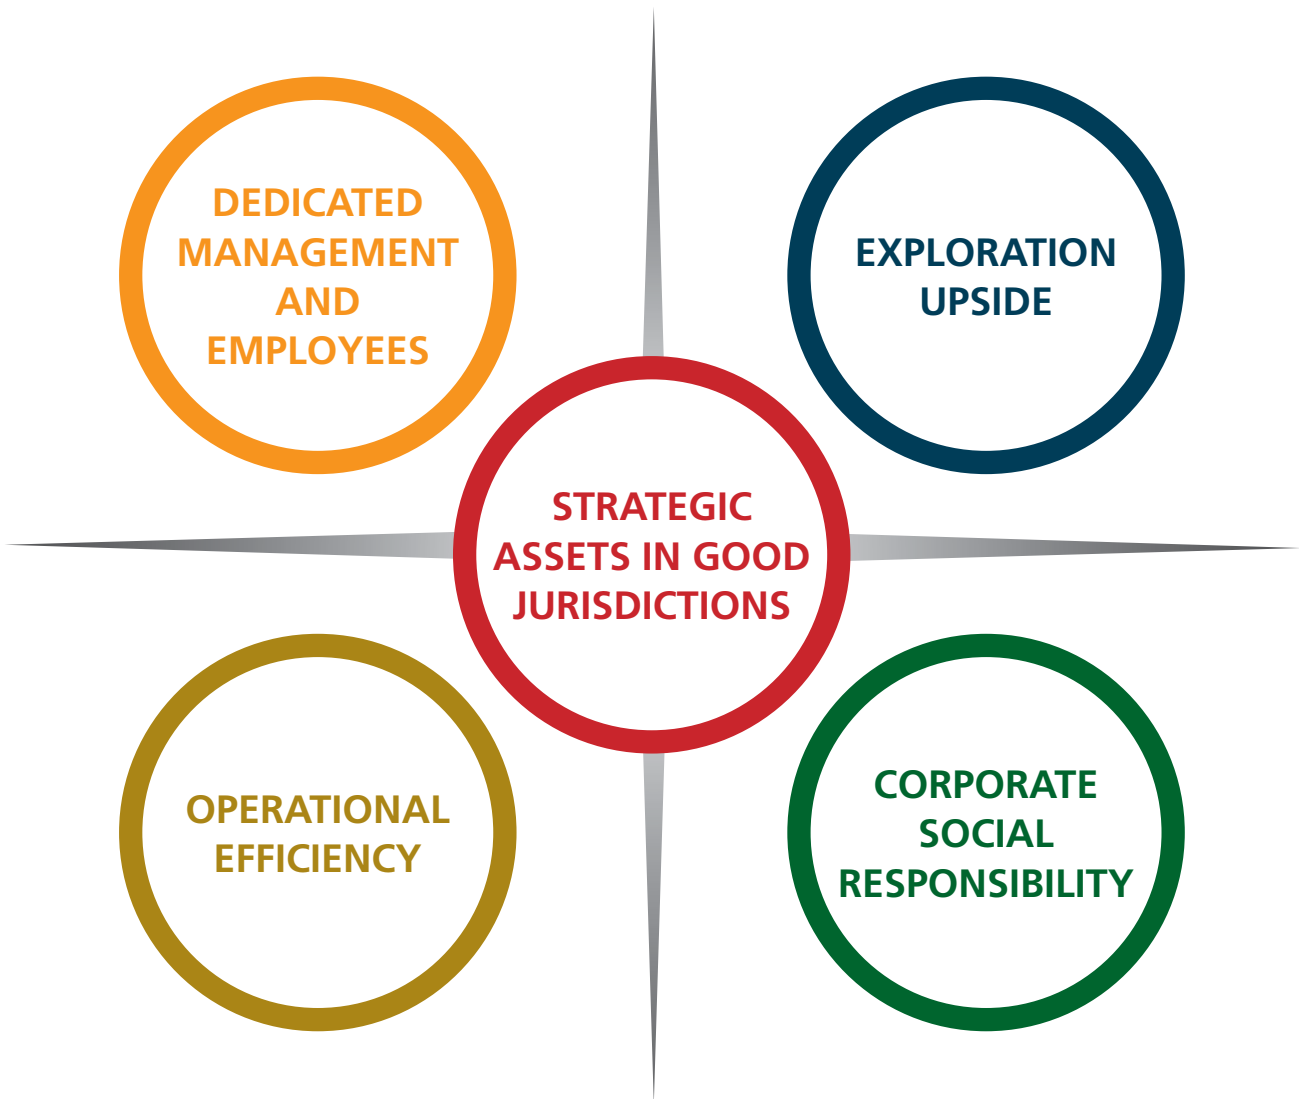 DEDICATED
MANAGEMENT
AND
EMPLOYEES
EXPLORATION
UPSIDE
STRATEGIC
ASSETS IN GOOD
JURISDICTIONS
OPERATIONAL
EFFICIENCY
CORPORATE
SOCIAL
RESPONSIBILITY